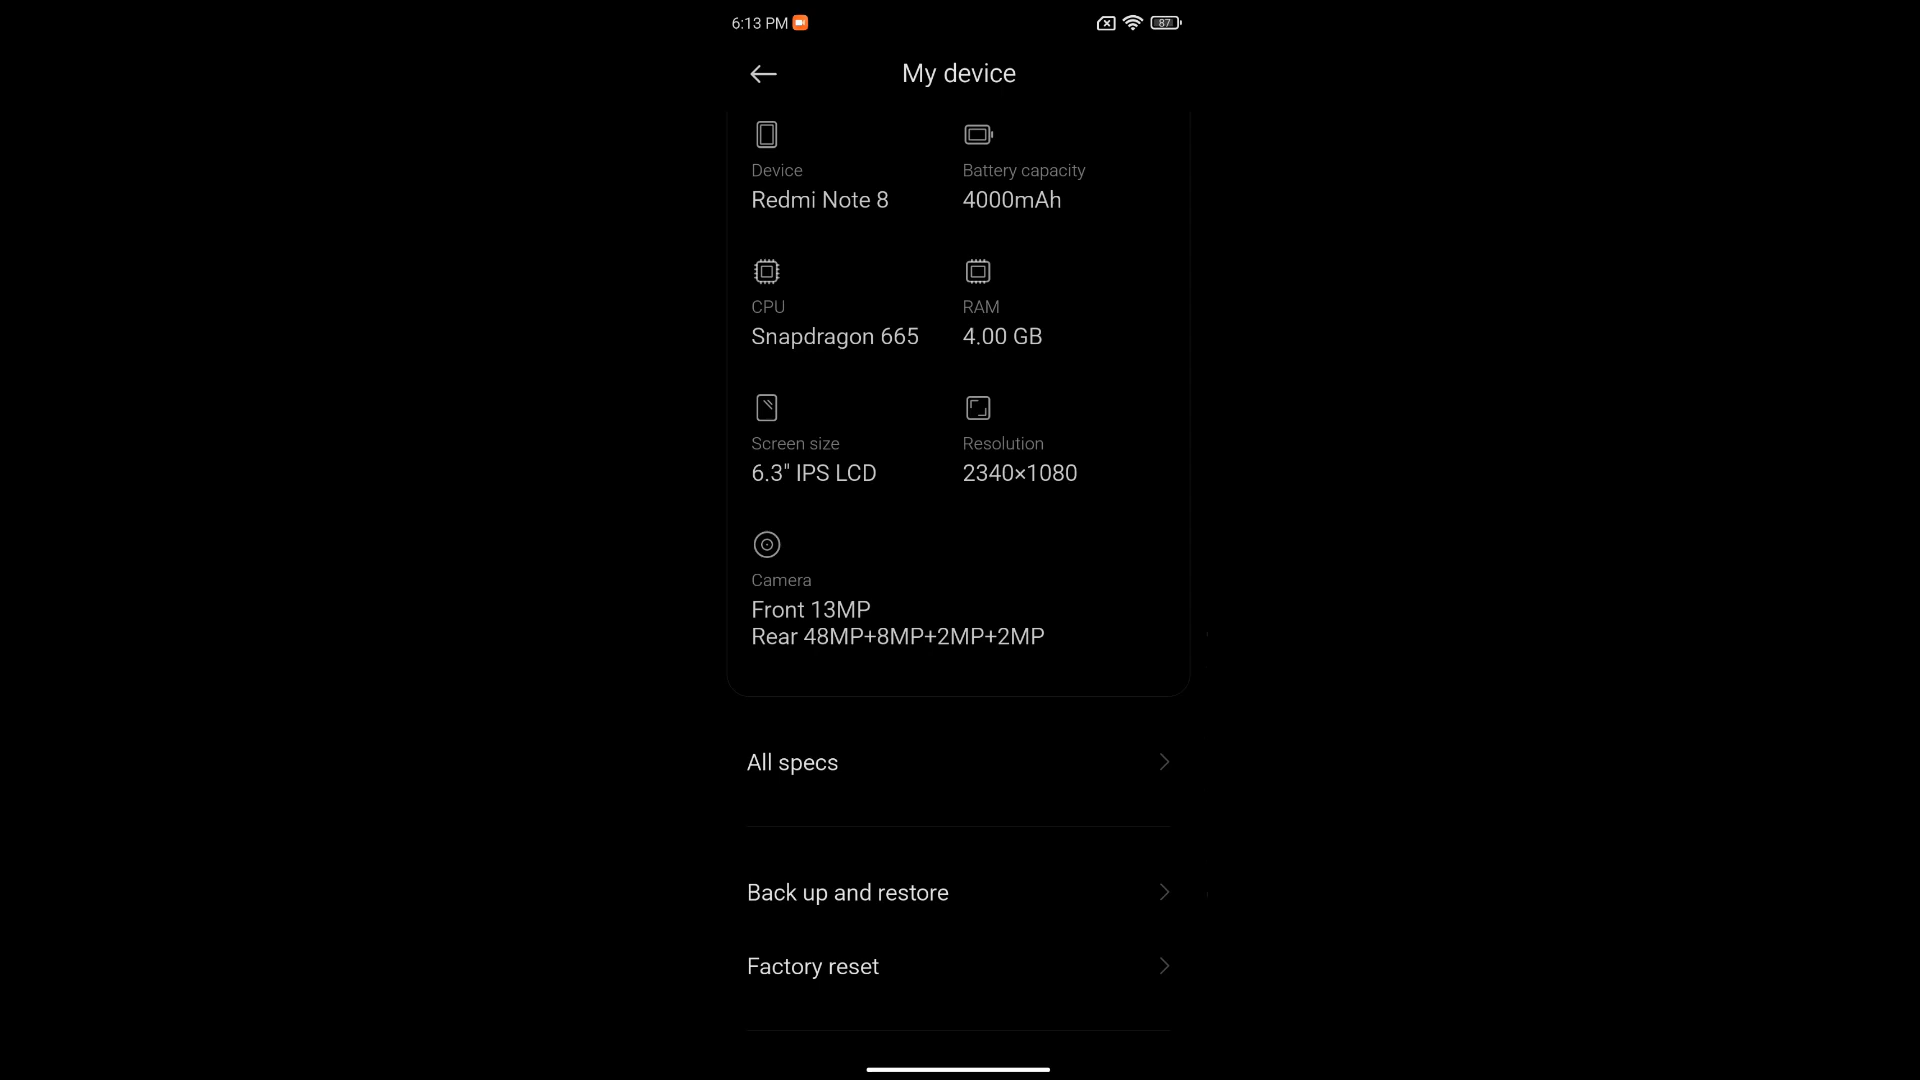 6:13 PM
87
My device
Device
Redmi Note 8
Battery capacity
4000mAh
CPU
Snapdragon 665
RAM
4.00 GB
Screen size
6.3" IPS LCD
Resolution
2340×1080
Camera
Front 13MP
Rear 48MP+8MP+2MP+2MP
All specs
Back up and restore
Factory reset